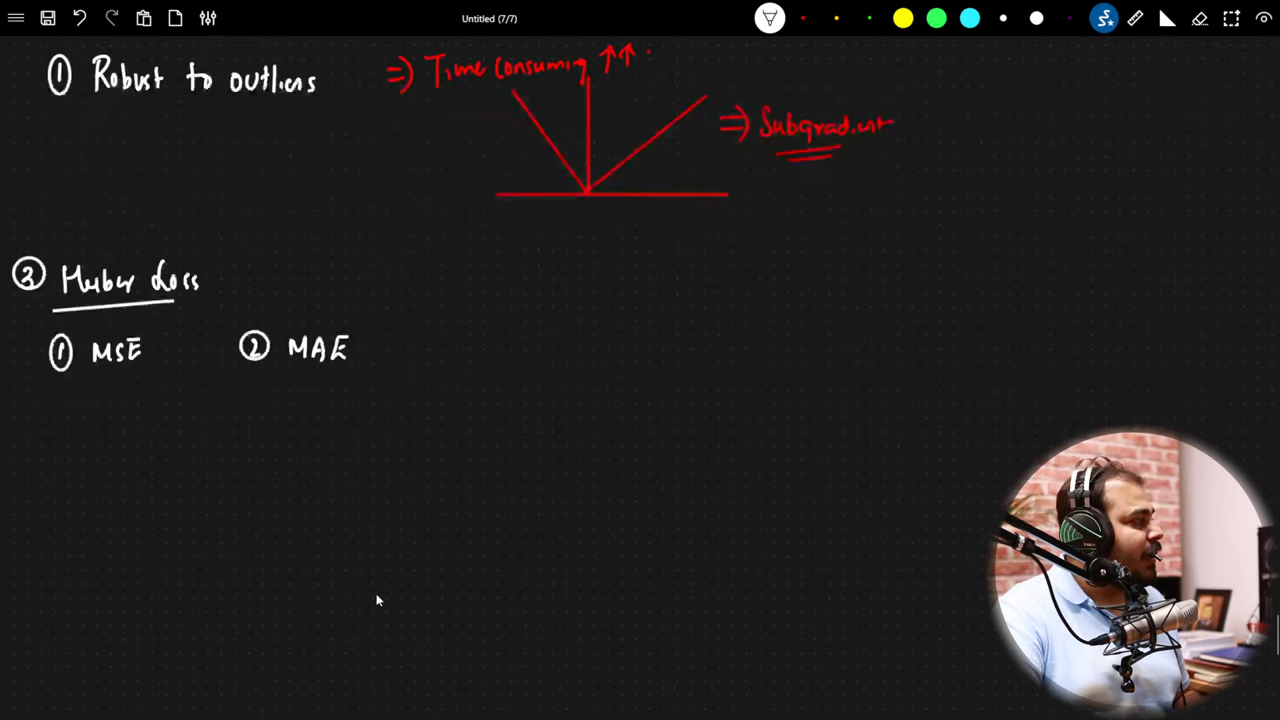 Untitled (7/7)
① Robust to outliers
⇒ Time Consuming ↑↑
⇒ Subgradient
③ Huber Loss
① MSE ② MAE